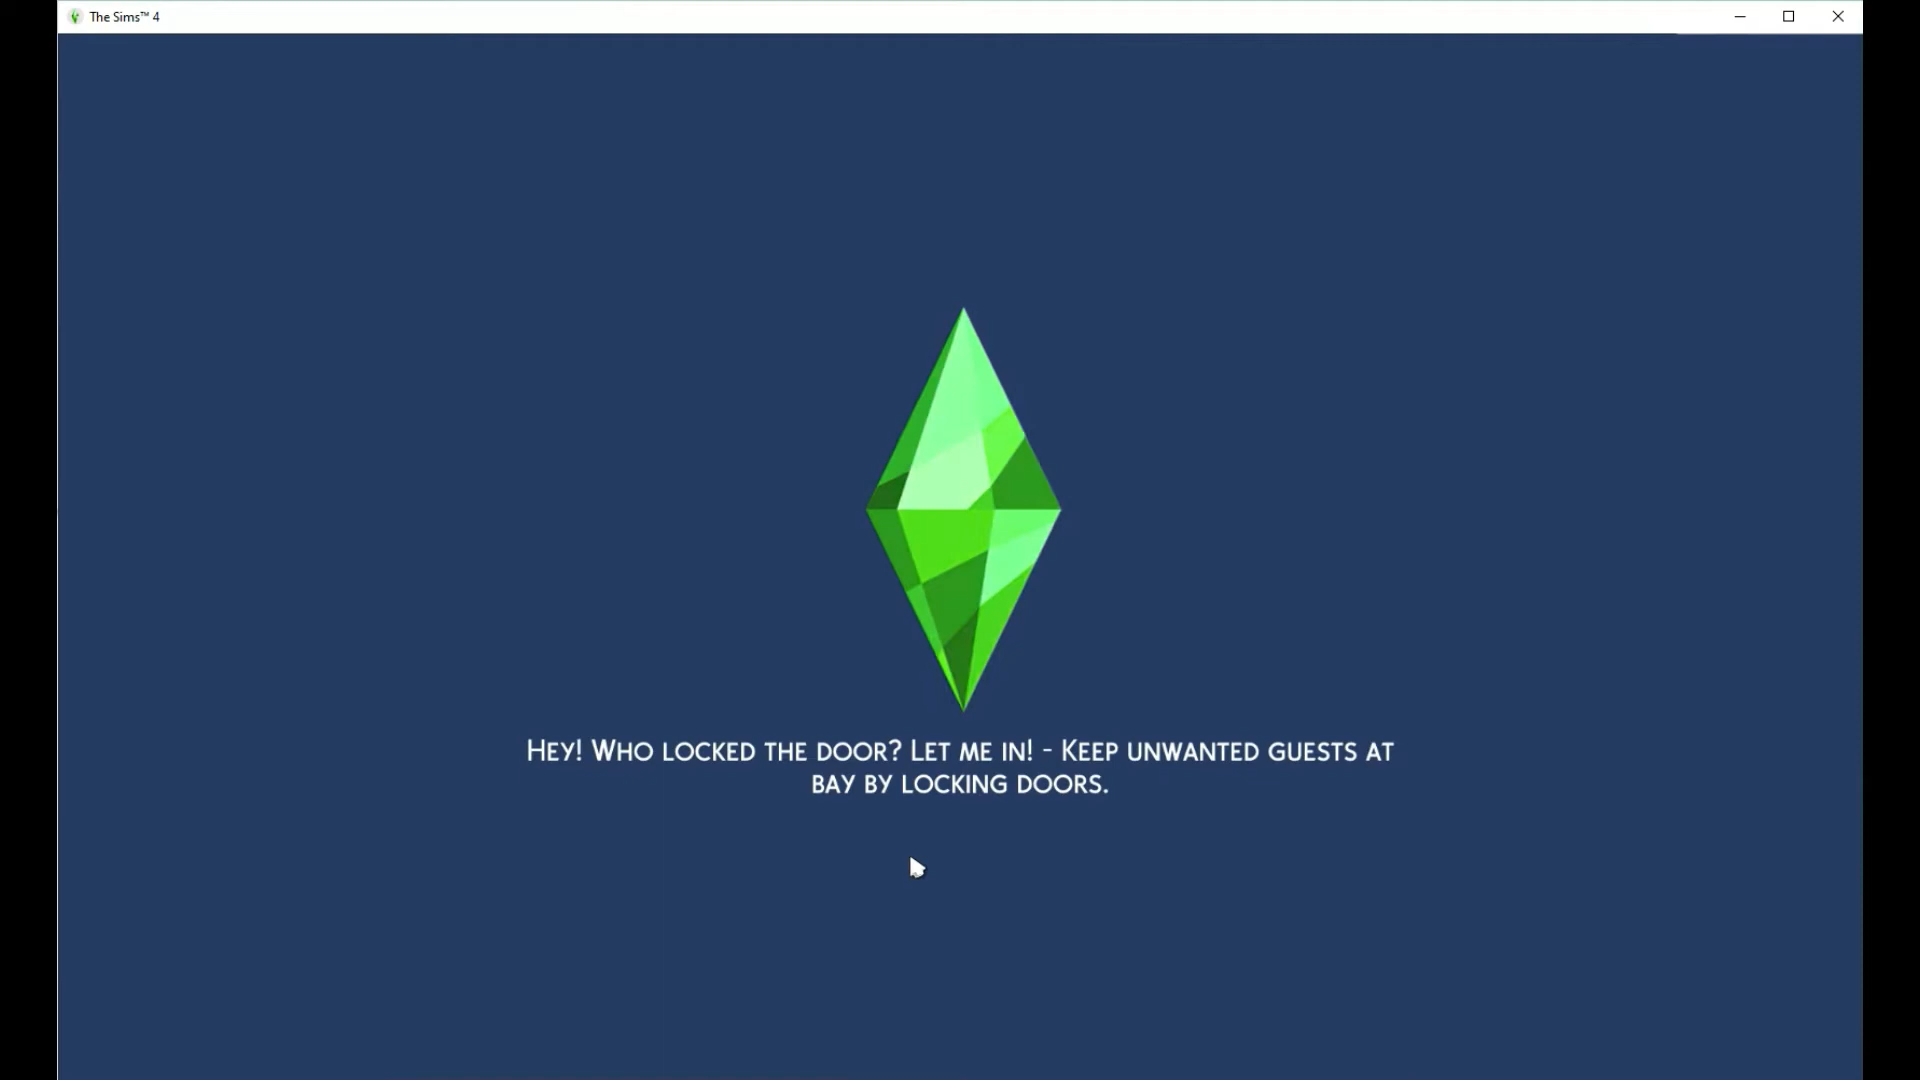 The Sims™ 4
Hey! Who locked the door? Let me in! - Keep unwanted guests at
bay by locking doors.